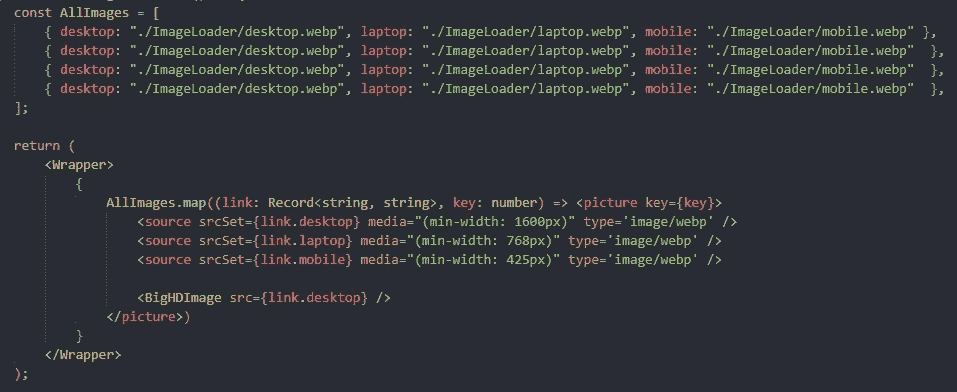 const AllImages = [
    { desktop: "./ImageLoader/desktop.webp", laptop: "./ImageLoader/laptop.webp", mobile: "./ImageLoader/mobile.webp" },
    { desktop: "./ImageLoader/desktop.webp", laptop: "./ImageLoader/laptop.webp", mobile: "./ImageLoader/mobile.webp"  },
    { desktop: "./ImageLoader/desktop.webp", laptop: "./ImageLoader/laptop.webp", mobile: "./ImageLoader/mobile.webp"  },
    { desktop: "./ImageLoader/desktop.webp", laptop: "./ImageLoader/laptop.webp", mobile: "./ImageLoader/mobile.webp"  },
];

return (
    <Wrapper>
        {
            AllImages.map((link: Record<string, string>, key: number) => <picture key={key}>
                <source srcSet={link.desktop} media="(min-width: 1600px)" type='image/webp' />
                <source srcSet={link.laptop} media="(min-width: 768px)" type='image/webp' />
                <source srcSet={link.mobile} media="(min-width: 425px)" type='image/webp' />

                <BigHDImage src={link.desktop} />
            </picture>)
        }
    </Wrapper>
);